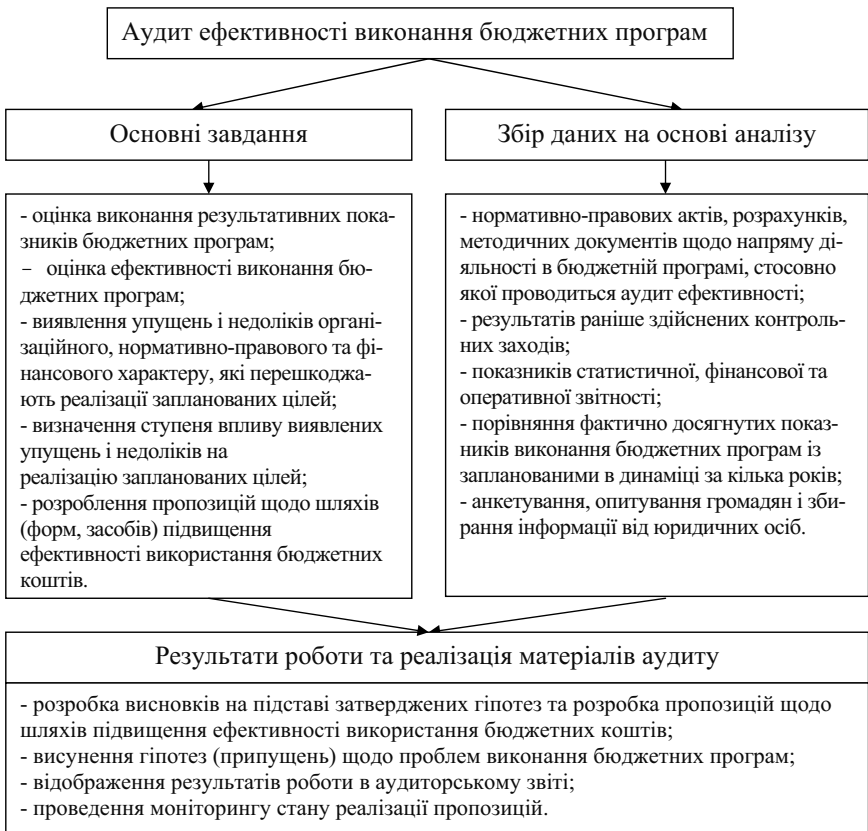 Аудит ефективності виконання бюджетних програм
Основні завдання
- оцінка виконання результативних пока-
зників бюджетних програм;
– оцінка ефективності виконання бю-
джетних програм;
- виявлення упущень і недоліків органі-
заційного, нормативно-правового та фі-
нансового характеру, які перешкоджа-
ють реалізації запланованих цілей;
- визначення ступеня впливу виявлених
упущень і недоліків на
реалізацію запланованих цілей;
- розроблення пропозицій щодо шляхів
(форм, засобів) підвищення
ефективності використання бюджетних
коштів.
Збір даних на основі аналізу
- нормативно-правових актів, розрахунків,
методичних документів щодо напряму ді-
яльності в бюджетній програмі, стосовно
якої проводиться аудит ефективності;
- результатів раніше здійснених контроль-
них заходів;
- показників статистичної, фінансової та
оперативної звітності;
- порівняння фактично досягнутих показ-
ників виконання бюджетних програм із
запланованими в динаміці за кілька років;
- анкетування, опитування громадян і зби-
рання інформації від юридичних осіб.
Результати роботи та реалізація матеріалів аудиту
- розробка висновків на підставі затверджених гіпотез та розробка пропозицій щодо
шляхів підвищення ефективності використання бюджетних коштів;
- висунення гіпотез (припущень) щодо проблем виконання бюджетних програм;
- відображення результатів роботи в аудиторському звіті;
- проведення моніторингу стану реалізації пропозицій.